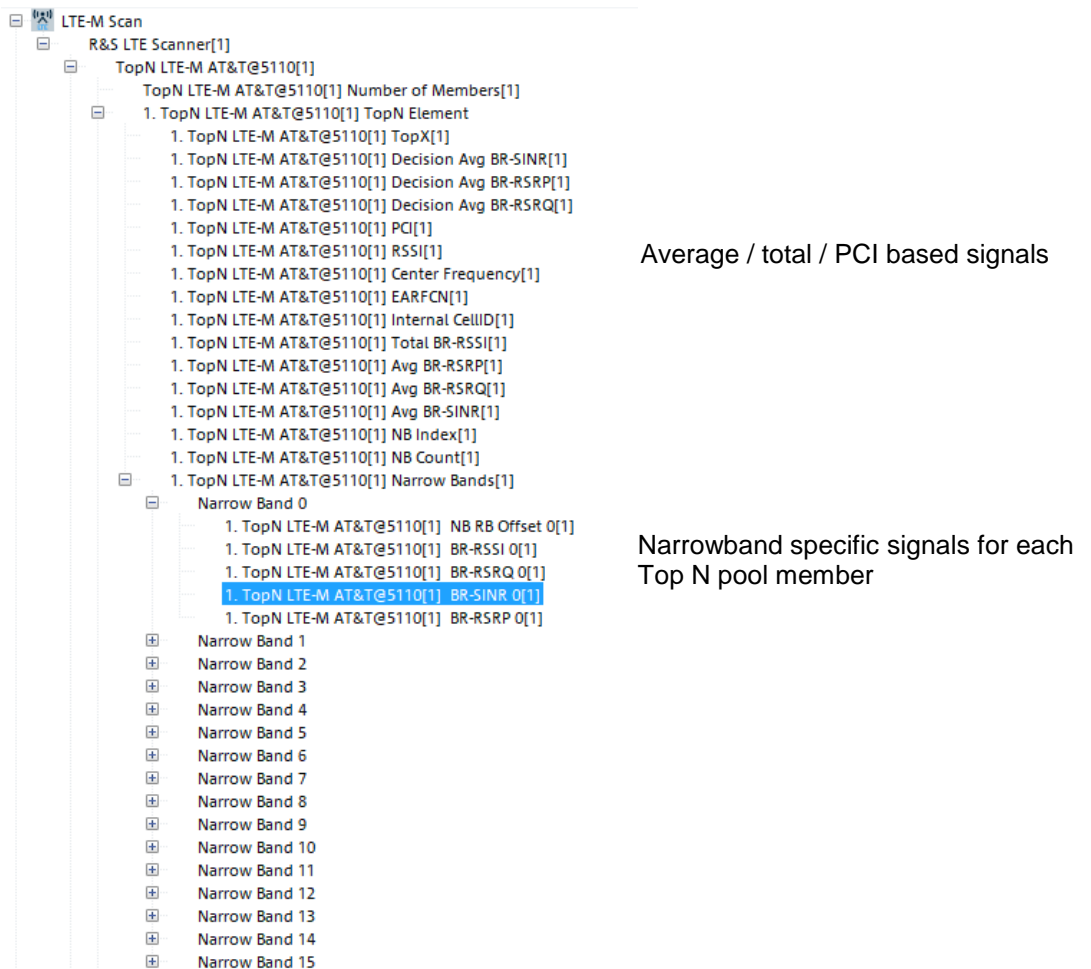 LTE-M Scan
R&S LTE Scanner[1]
TopN LTE-M AT&T@5110[1]
TopN LTE-M AT&T@5110[1] Number of Members[1]
1. TopN LTE-M AT&T@5110[1] TopN Element
1. TopN LTE-M AT&T@5110[1] TopX[1]
1. TopN LTE-M AT&T@5110[1] Decision Avg BR-SINR[1]
1. TopN LTE-M AT&T@5110[1] Decision Avg BR-RSRP[1]
1. TopN LTE-M AT&T@5110[1] Decision Avg BR-RSRQ[1]
1. TopN LTE-M AT&T@5110[1] PCI[1]
1. TopN LTE-M AT&T@5110[1] RSSI[1]
1. TopN LTE-M AT&T@5110[1] Center Frequency[1]
1. TopN LTE-M AT&T@5110[1] EARFCN[1]
1. TopN LTE-M AT&T@5110[1] Internal CellID[1]
1. TopN LTE-M AT&T@5110[1] Total BR-RSSI[1]
1. TopN LTE-M AT&T@5110[1] Avg BR-RSRP[1]
1. TopN LTE-M AT&T@5110[1] Avg BR-RSRQ[1]
1. TopN LTE-M AT&T@5110[1] Avg BR-SINR[1]
1. TopN LTE-M AT&T@5110[1] NB Index[1]
1. TopN LTE-M AT&T@5110[1] NB Count[1]
1. TopN LTE-M AT&T@5110[1] Narrow Bands[1]
Narrow Band 0
1. TopN LTE-M AT&T@5110[1] NB RB Offset 0[1]
1. TopN LTE-M AT&T@5110[1] BR-RSSI 0[1]
1. TopN LTE-M AT&T@5110[1] BR-RSRQ 0[1]
1. TopN LTE-M AT&T@5110[1] BR-SINR 0[1]
1. TopN LTE-M AT&T@5110[1] BR-RSRP 0[1]
Narrow Band 1
Narrow Band 2
Narrow Band 3
Narrow Band 4
Narrow Band 5
Narrow Band 6
Narrow Band 7
Narrow Band 8
Narrow Band 9
Narrow Band 10
Narrow Band 11
Narrow Band 12
Narrow Band 13
Narrow Band 14
Narrow Band 15
Average / total / PCI based signals
Narrowband specific signals for each
Top N pool member